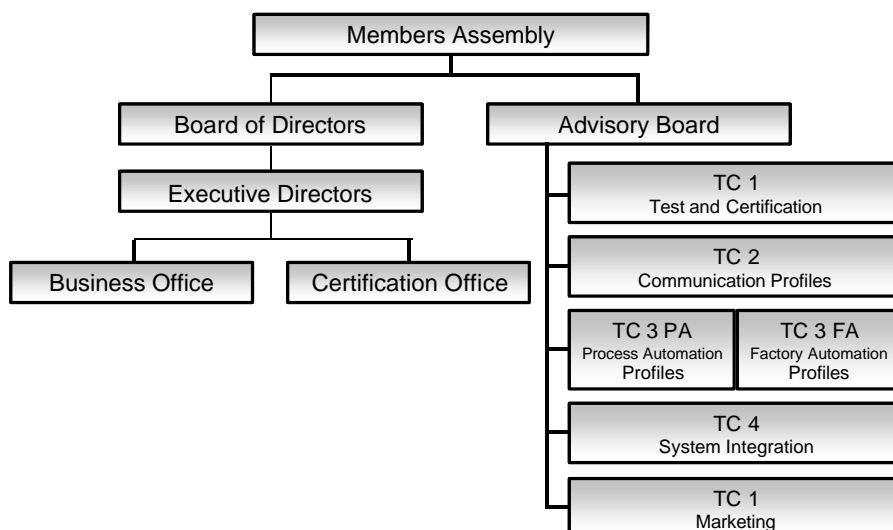 Members Assembly
Board of Directors
Advisory Board
Executive Directors
Business Office
Certification Office
TC 1
Test and Certification
TC 2
Communication Profiles
TC 3 PA
Process Automation
Profiles
TC 3 FA
Factory Automation
Profiles
TC 4
System Integration
TC 1
Marketing